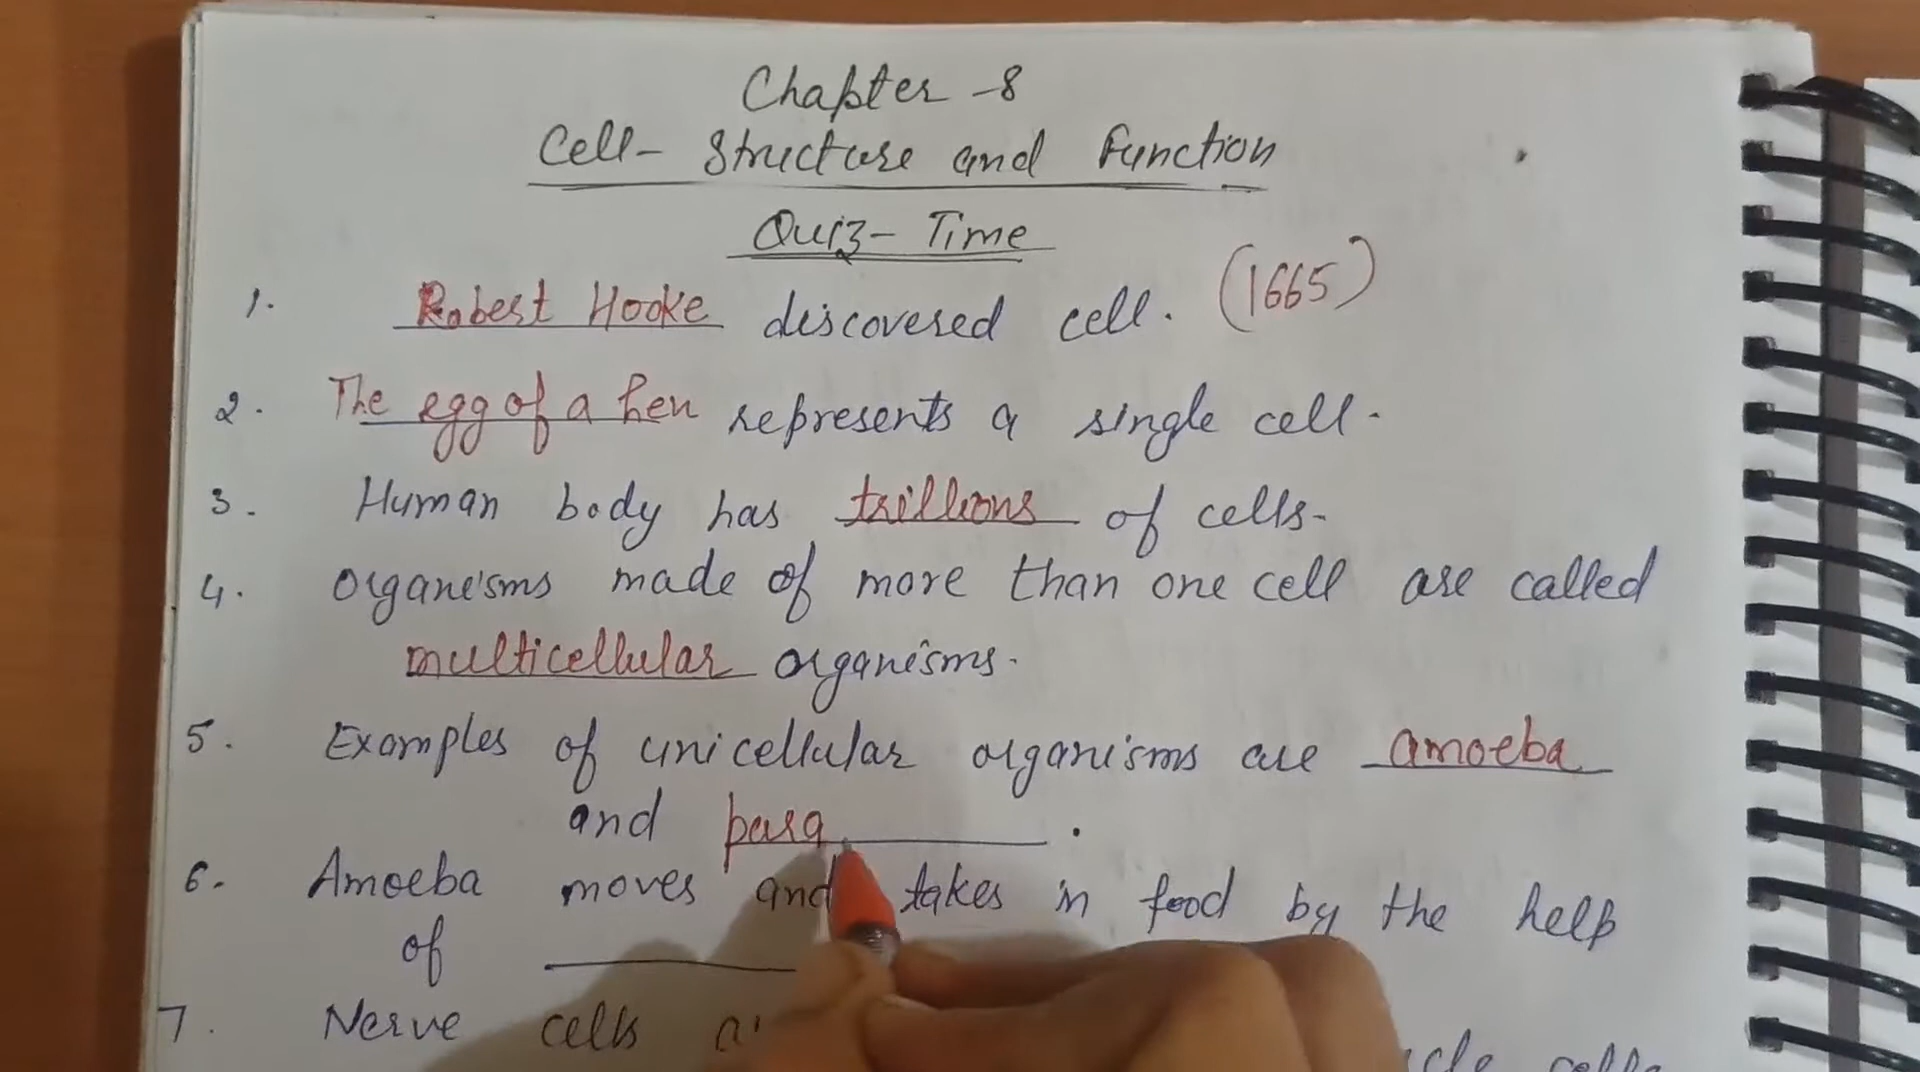 Chapter -8
Cell- Structure and Function
Quiz- Time
1. Robert Hooke discovered cell. (1665)
2. The egg of a hen represents a single cell.
3. Human body has trillions of cells.
4. Organisms made of more than one cell are called
multicellular organisms.
5. Examples of unicellular organisms are amoeba
and para .
6. Amoeba moves and takes in food by the help
of
7. Nerve cells